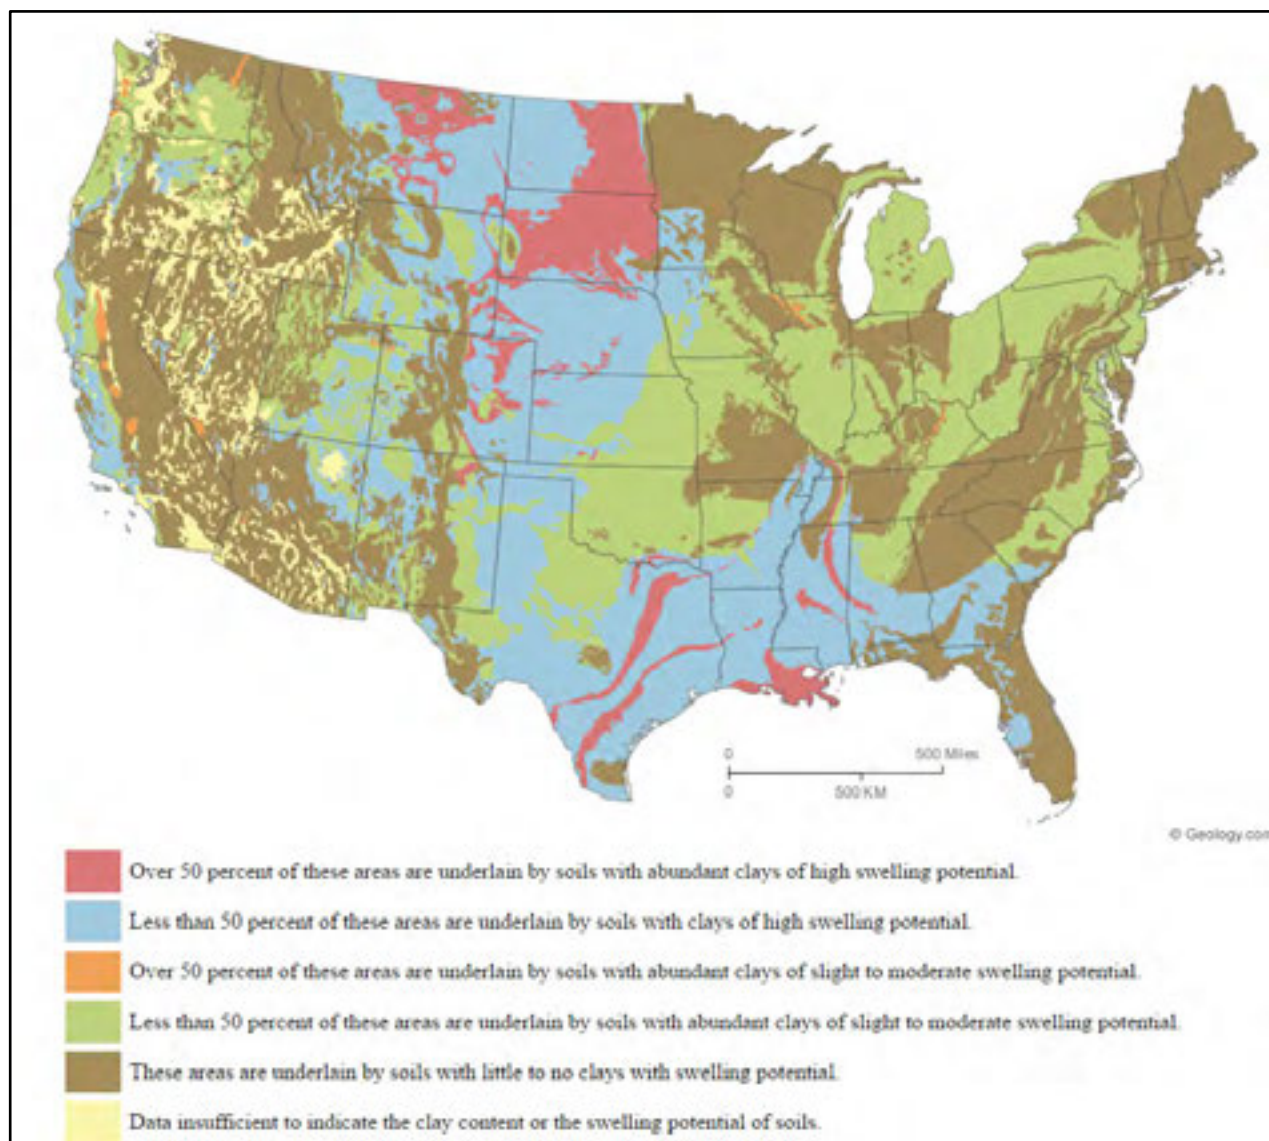 0 500 Miles
0 500 KM
© Geology.com
Over 50 percent of these areas are underlain by soils with abundant clays of high swelling potential.
Less than 50 percent of these areas are underlain by soils with clays of high swelling potential.
Over 50 percent of these areas are underlain by soils with abundant clays of slight to moderate swelling potential.
Less than 50 percent of these areas are underlain by soils with abundant clays of slight to moderate swelling potential.
These areas are underlain by soils with little to no clays with swelling potential.
Data insufficient to indicate the clay content or the swelling potential of soils.